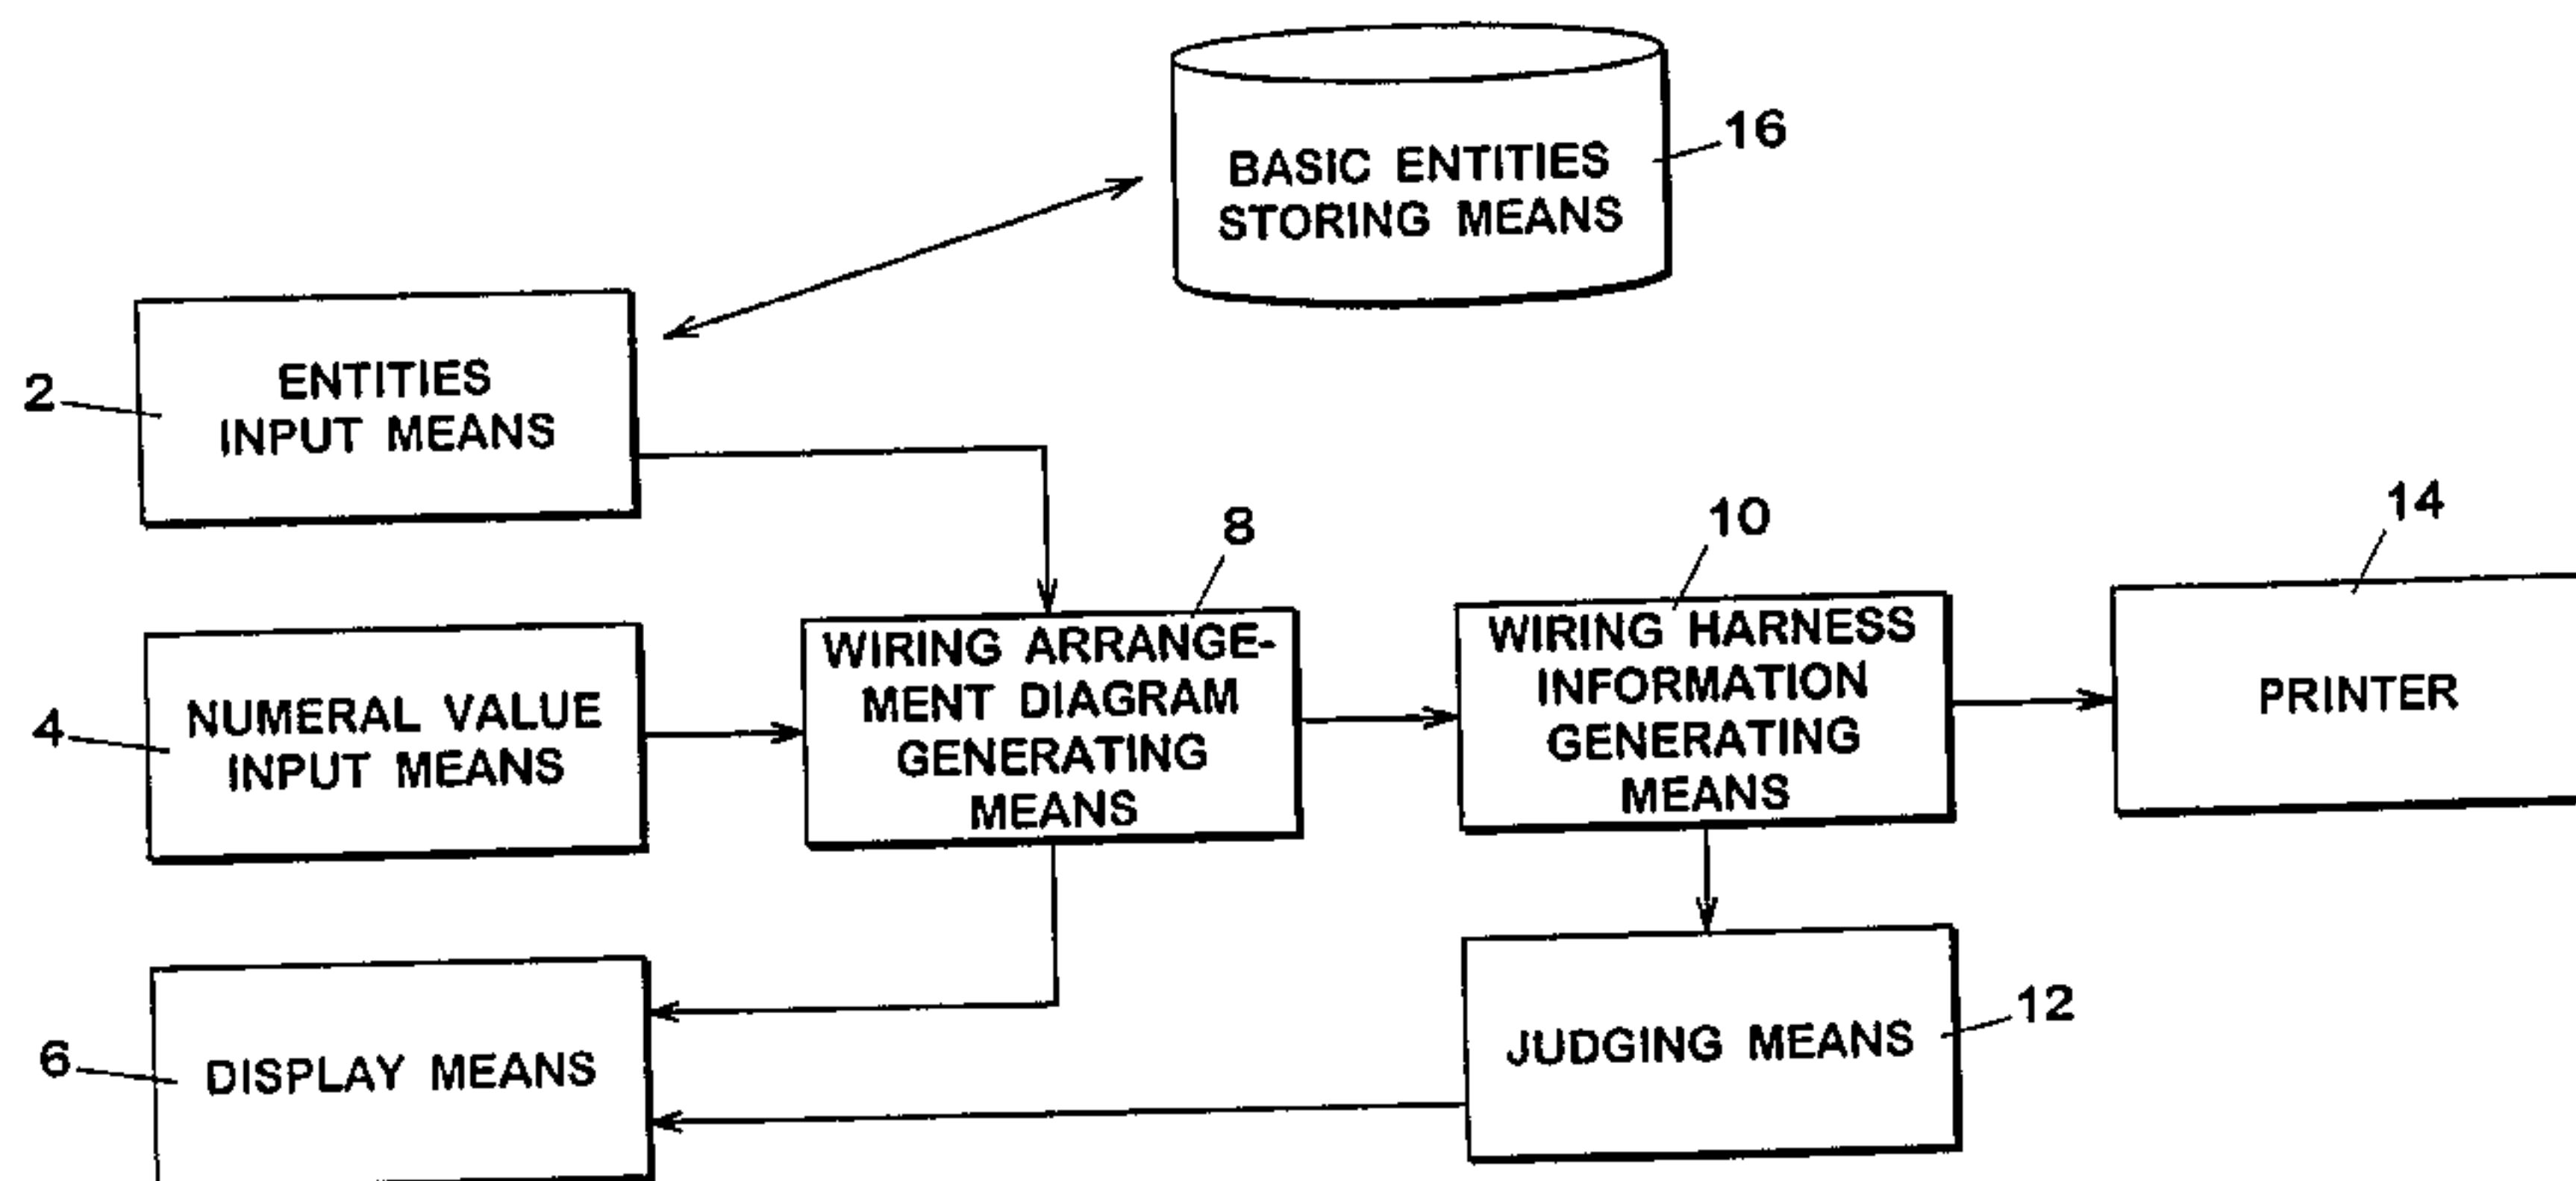 16
BASIC ENTITIES
STORING MEANS
2
ENTITIES
INPUT MEANS
4
NUMERAL VALUE
INPUT MEANS
8
WIRING ARRANGE-
MENT DIAGRAM
GENERATING
MEANS
10
WIRING HARNESS
INFORMATION
GENERATING
MEANS
14
PRINTER
6
DISPLAY MEANS
12
JUDGING MEANS